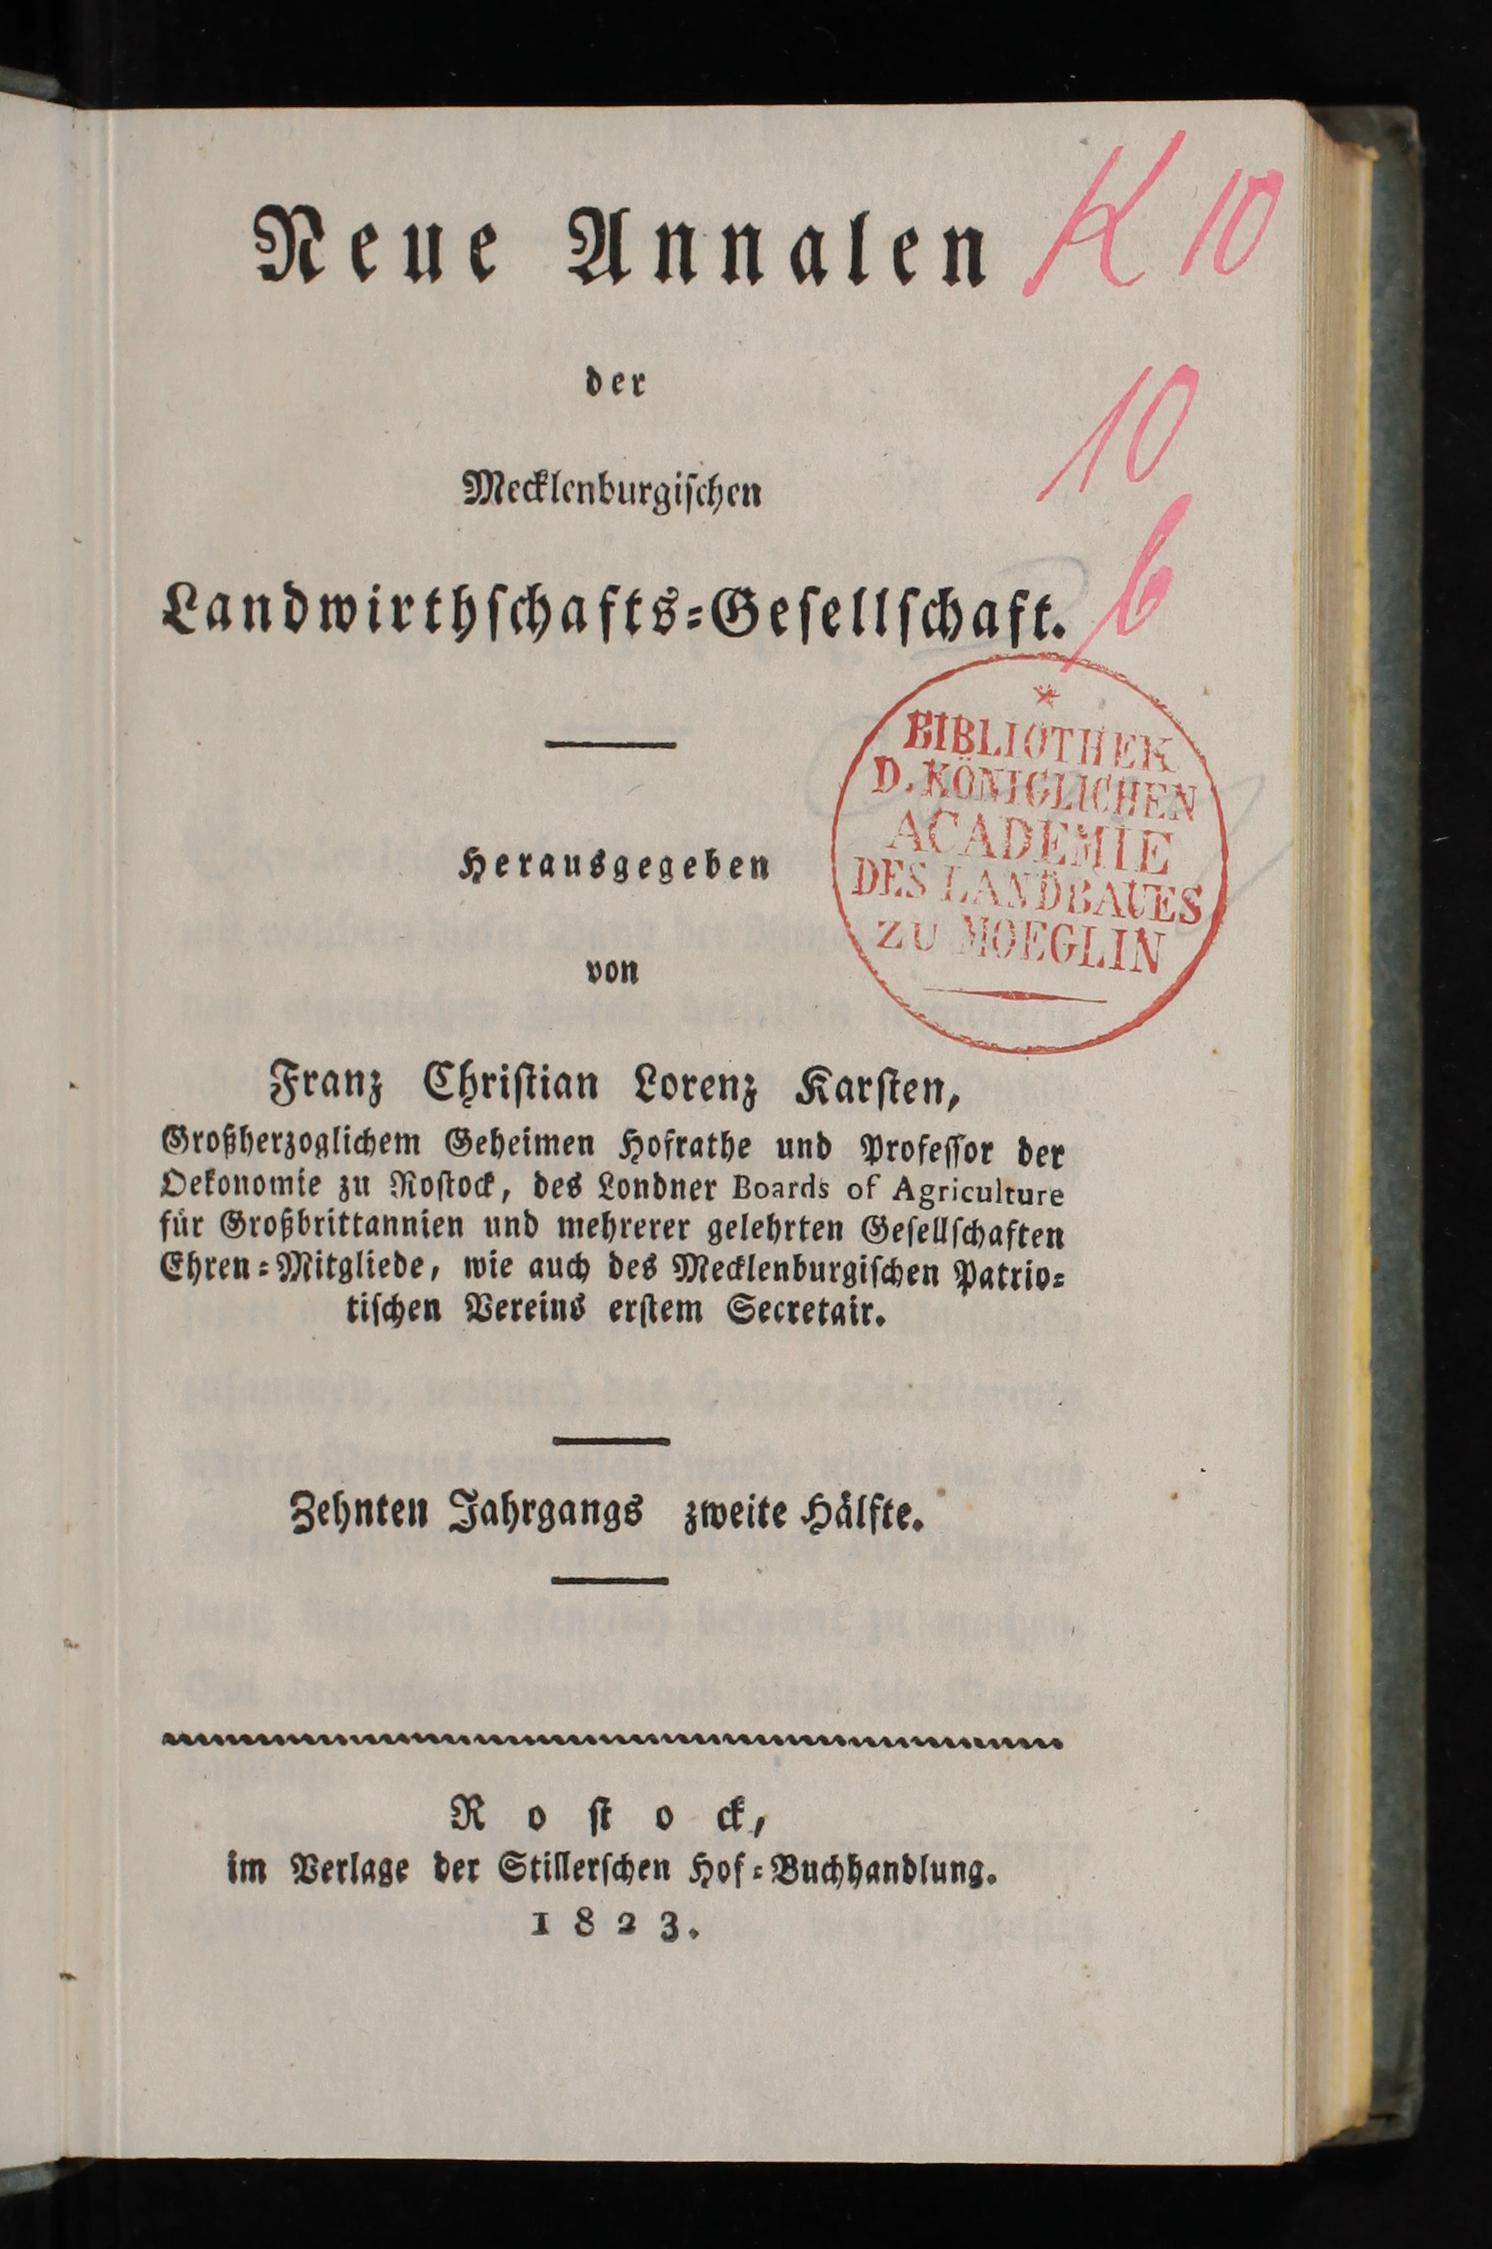 Neue Annalen
K 10
der
10
Mecklenburgiſchen
Landwirthſchafts-Geſellſchaft.
6
*
BIBLIOTHEK
D. KÖNIGLICHEN
ACADEMIE
DES LANDBAUES
ZU MOEGLIN
Herausgegeben
von
Franz Chriſtian Lorenz Karſten,
Großherzoglichem Geheimen Hofrathe und Profeſſor der
Oekonomie zu Roſtock, des Londner Boards of Agriculture
für Großbrittannien und mehrerer gelehrten Geſellſchaften
Ehren-Mitgliede, wie auch des Mecklenburgiſchen Patrio-
tiſchen Vereins erſtem Secretair.
Zehnten Jahrgangs zweite Hälfte.
Roſtock,
im Verlage der Stillerſchen Hof-Buchhandlung.
1823.